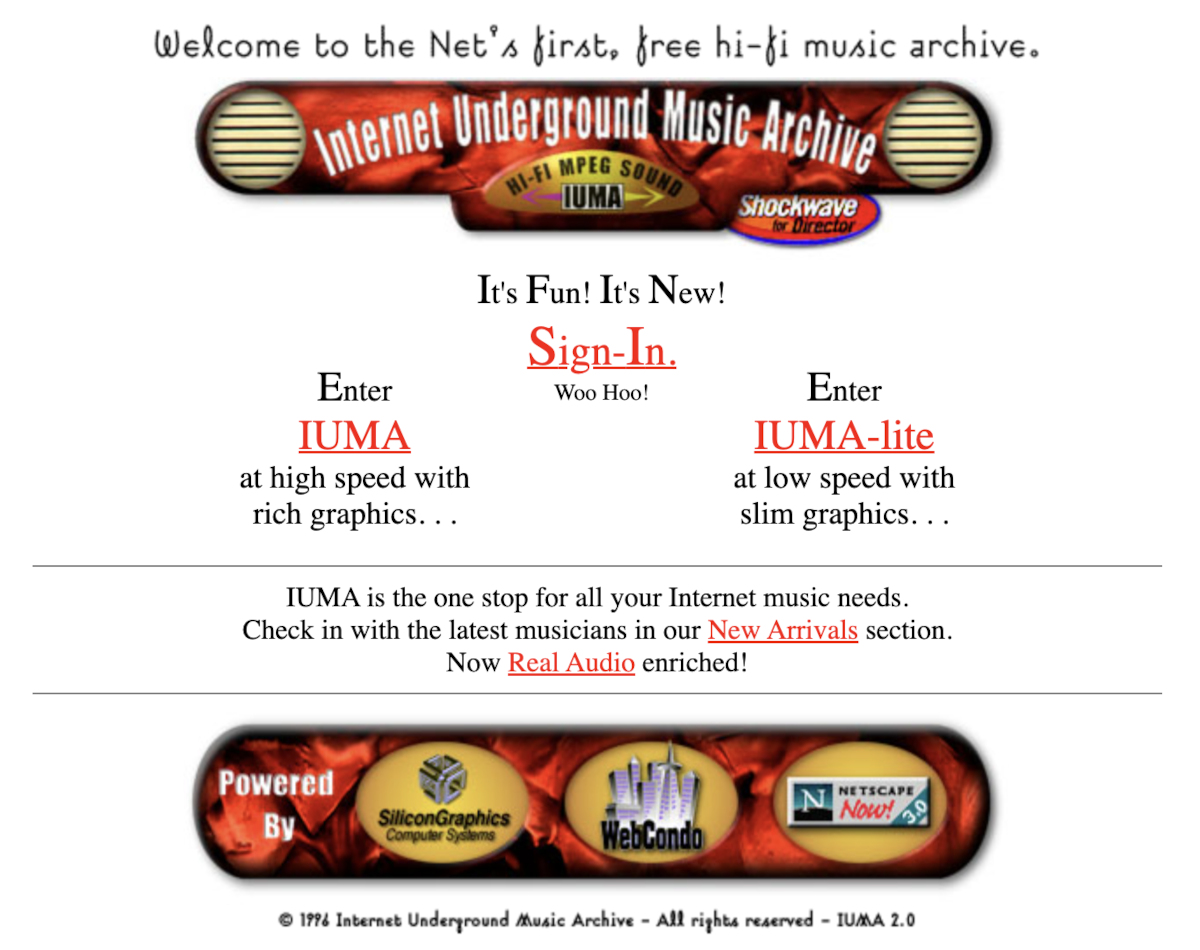 Welcome to the Net's first, free hi-fi music archive.
Internet Underground Music Archive
HI-FI MPEG SOUND
IUMA
Shockwave
for Director
It's Fun! It's New!
Sign-In.
Woo Hoo!
Enter
IUMA
at high speed with
rich graphics. . .
Enter
IUMA-lite
at low speed with
slim graphics. . .
IUMA is the one stop for all your Internet music needs.
Check in with the latest musicians in our New Arrivals section.
Now Real Audio enriched!
Powered
By
SiliconGraphics
Computer Systems
WebCondo
N
NETSCAPE
Now!
3.0
© 1996 Internet Underground Music Archive - All rights reserved - IUMA 2.0